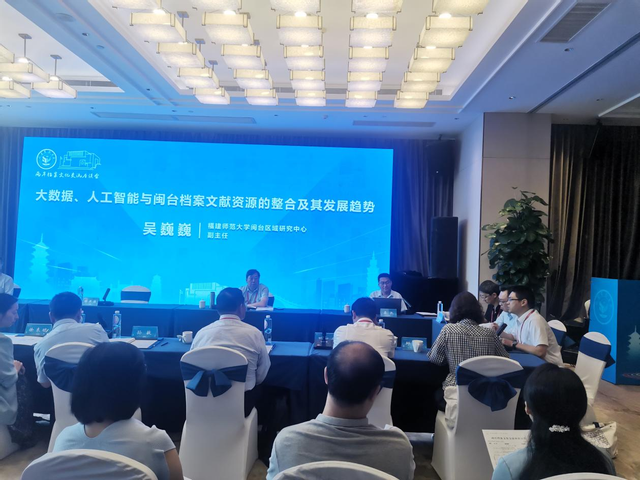 大数据、人工智能与闽台档案文献资源的整合及其发展趋势
吴巍巍
福建师范大学闽台区域研究中心
副主任